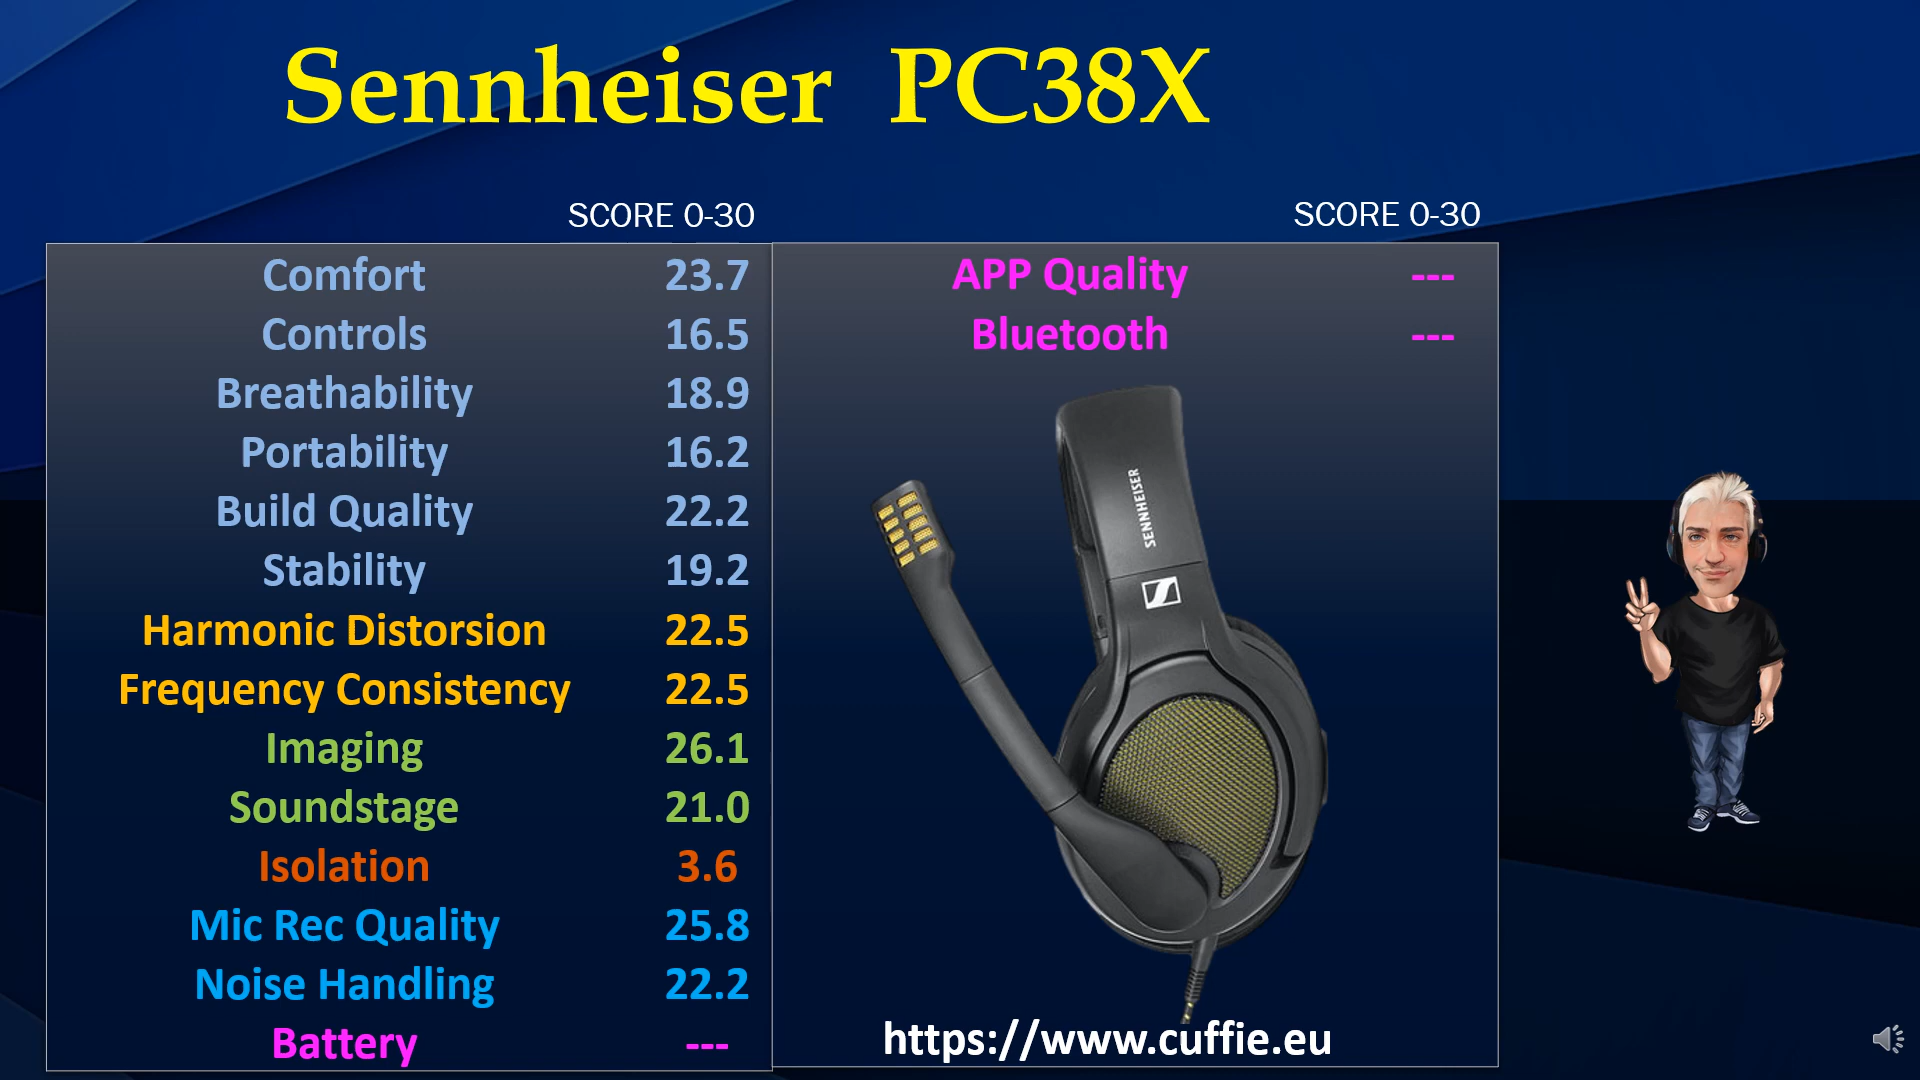 Sennheiser PC38X
SCORE 0-30
Comfort 23.7
Controls 16.5
Breathability 18.9
Portability 16.2
Build Quality 22.2
Stability 19.2
Harmonic Distorsion 22.5
Frequency Consistency 22.5
Imaging 26.1
Soundstage 21.0
Isolation 3.6
Mic Rec Quality 25.8
Noise Handling 22.2
Battery ---
SCORE 0-30
APP Quality ---
Bluetooth ---
SENNHEISER
https://www.cuffie.eu